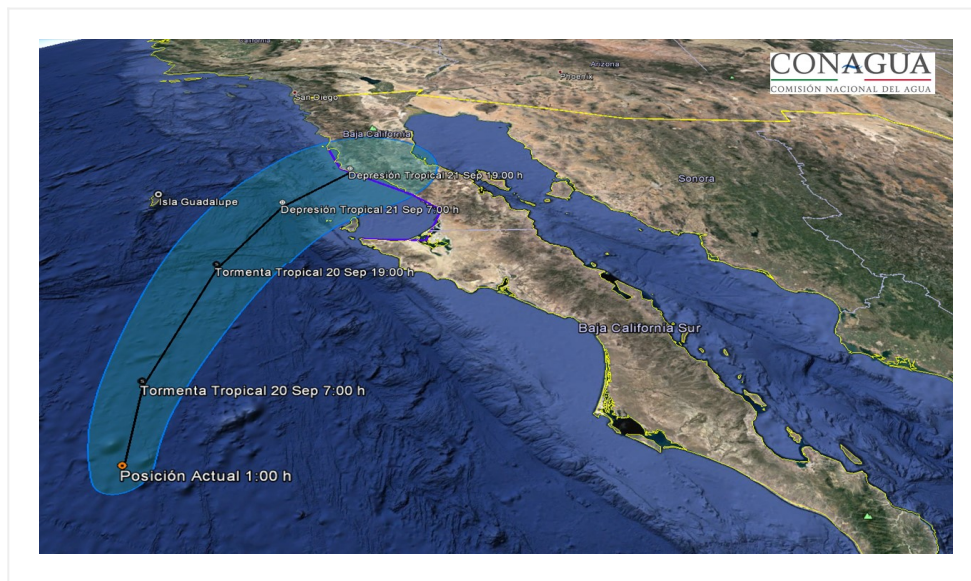 CONAGUA
COMISIÓN NACIONAL DEL AGUA
Arizona
Phoenix
San Diego
Baja California
Depresión Tropical 21 Sep 19:00 h
Sonora
Isla Guadalupe
Depresión Tropical 21 Sep 7:00 h
Tormenta Tropical 20 Sep 19:00 h
Baja California Sur
Tormenta Tropical 20 Sep 7:00 h
Posición Actual 1:00 h